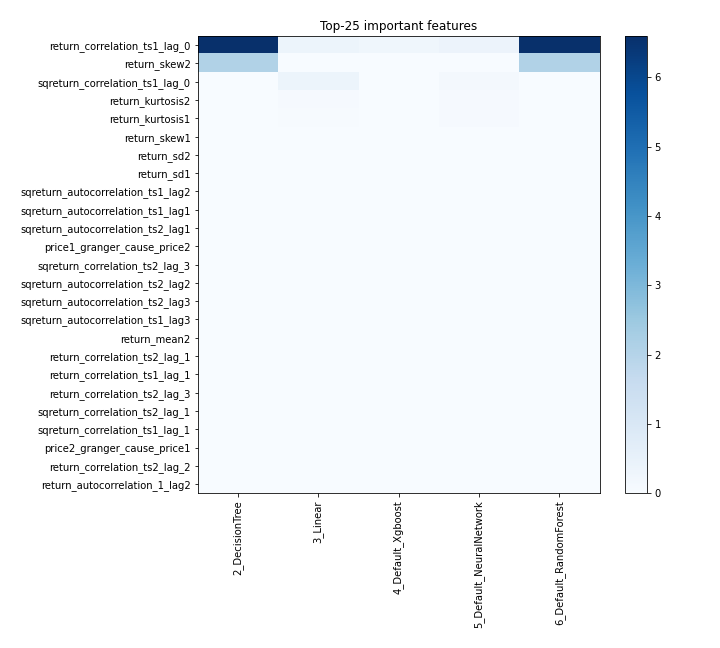 Top-25 important features
return_correlation_ts1_lag_0
return_skew2
sqreturn_correlation_ts1_lag_0
return_kurtosis2
return_kurtosis1
return_skew1
return_sd2
return_sd1
sqreturn_autocorrelation_ts1_lag2
sqreturn_autocorrelation_ts1_lag1
sqreturn_autocorrelation_ts2_lag1
price1_granger_cause_price2
sqreturn_correlation_ts2_lag_3
sqreturn_autocorrelation_ts2_lag2
sqreturn_autocorrelation_ts2_lag3
sqreturn_autocorrelation_ts1_lag3
return_mean2
return_correlation_ts2_lag_1
return_correlation_ts1_lag_1
return_correlation_ts2_lag_3
sqreturn_correlation_ts2_lag_1
sqreturn_correlation_ts1_lag_1
price2_granger_cause_price1
return_correlation_ts2_lag_2
return_autocorrelation_1_lag2
2_DecisionTree
3_Linear
4_Default_Xgboost
5_Default_NeuralNetwork
6_Default_RandomForest
6
5
4
3
2
1
0